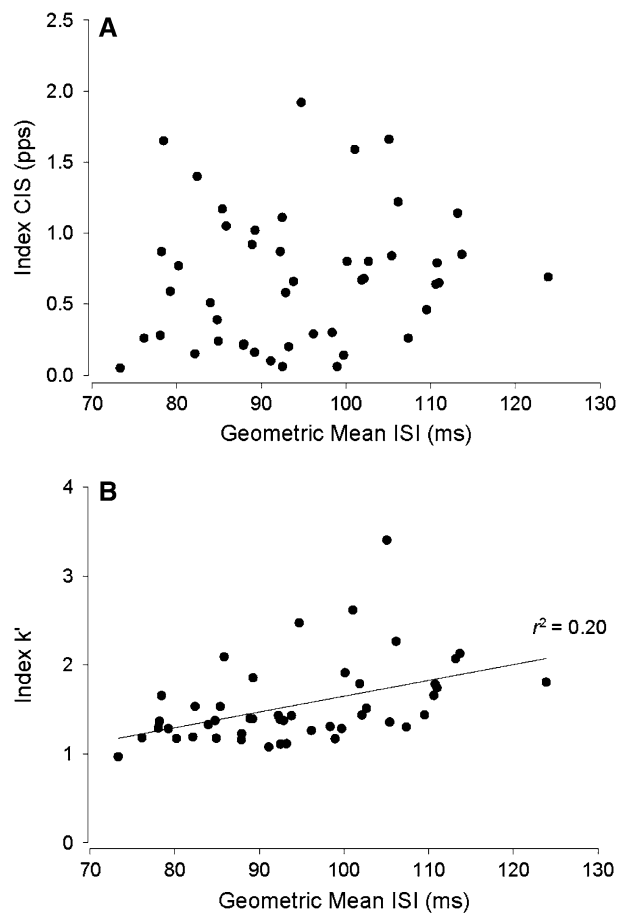 A
2.5
2.0
1.5
1.0
0.5
0.0
Index CIS (pps)
70 80 90 100 110 120 130
Geometric Mean ISI (ms)
B
4
3
2
1
0
Index k'
r² = 0.20
70 80 90 100 110 120 130
Geometric Mean ISI (ms)